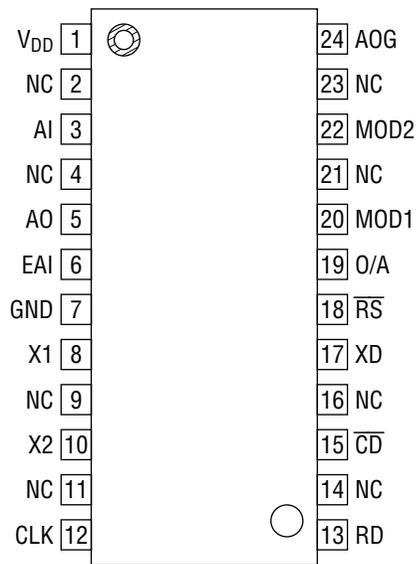 VDD 1 24 AOG
NC 2 23 NC
AI 3 22 MOD2
NC 4 21 NC
AO 5 20 MOD1
EAI 6 19 O/A
GND 7 18 R̅S̅
X1 8 17 XD
NC 9 16 NC
X2 10 15 C̅D̅
NC 11 14 NC
CLK 12 13 RD